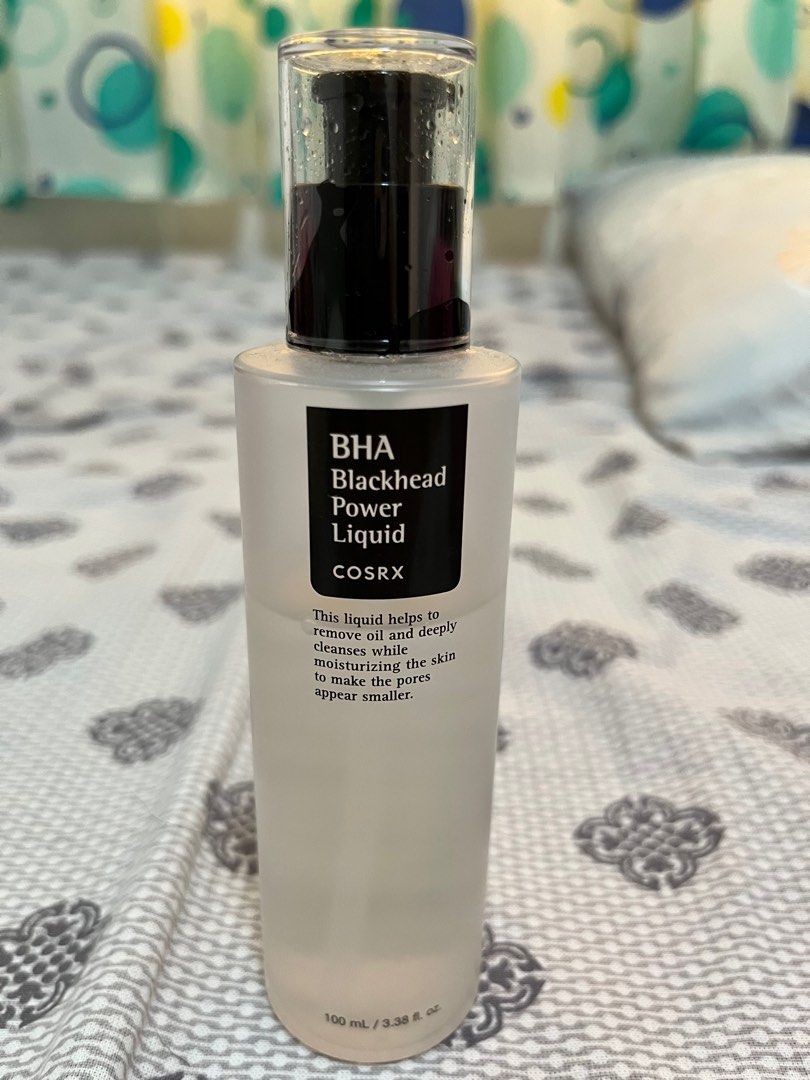 BHA
Blackhead
Power
Liquid
COSRX
This liquid helps to
remove oil and deeply
cleanses while
moisturizing the skin
to make the pores
appear smaller.
100 mL / 3.38 fl. oz.